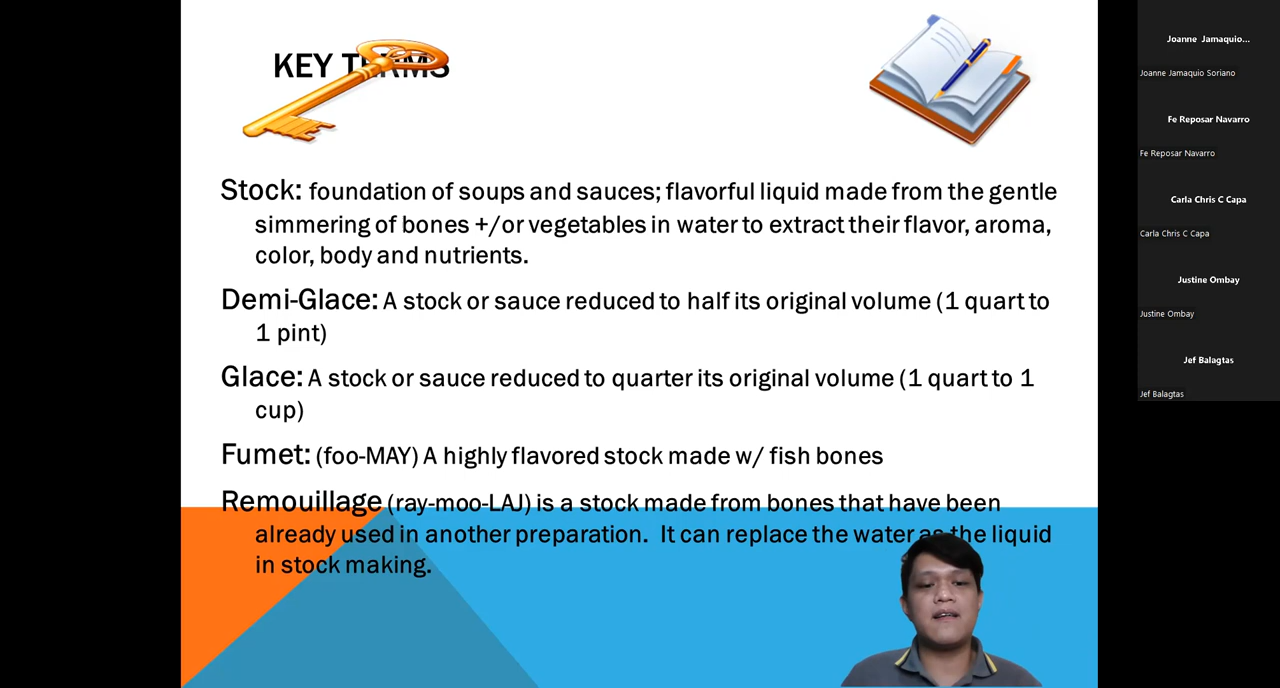 KEY TERMS
Stock: foundation of soups and sauces; flavorful liquid made from the gentle
simmering of bones +/or vegetables in water to extract their flavor, aroma,
color, body and nutrients.
Demi-Glace: A stock or sauce reduced to half its original volume (1 quart to
1 pint)
Glace: A stock or sauce reduced to quarter its original volume (1 quart to 1
cup)
Fumet: (foo-MAY) A highly flavored stock made w/ fish bones
Remouillage (ray-moo-LAJ) is a stock made from bones that have been
already used in another preparation. It can replace the water as the liquid
in stock making.
Joanne Jamaquio...
Joanne Jamaquio Soriano
Fe Reposar Navarro
Fe Reposar Navarro
Carla Chris C Capa
Carla Chris C Capa
Justine Ombay
Justine Ombay
Jef Balagtas
Jef Balagtas